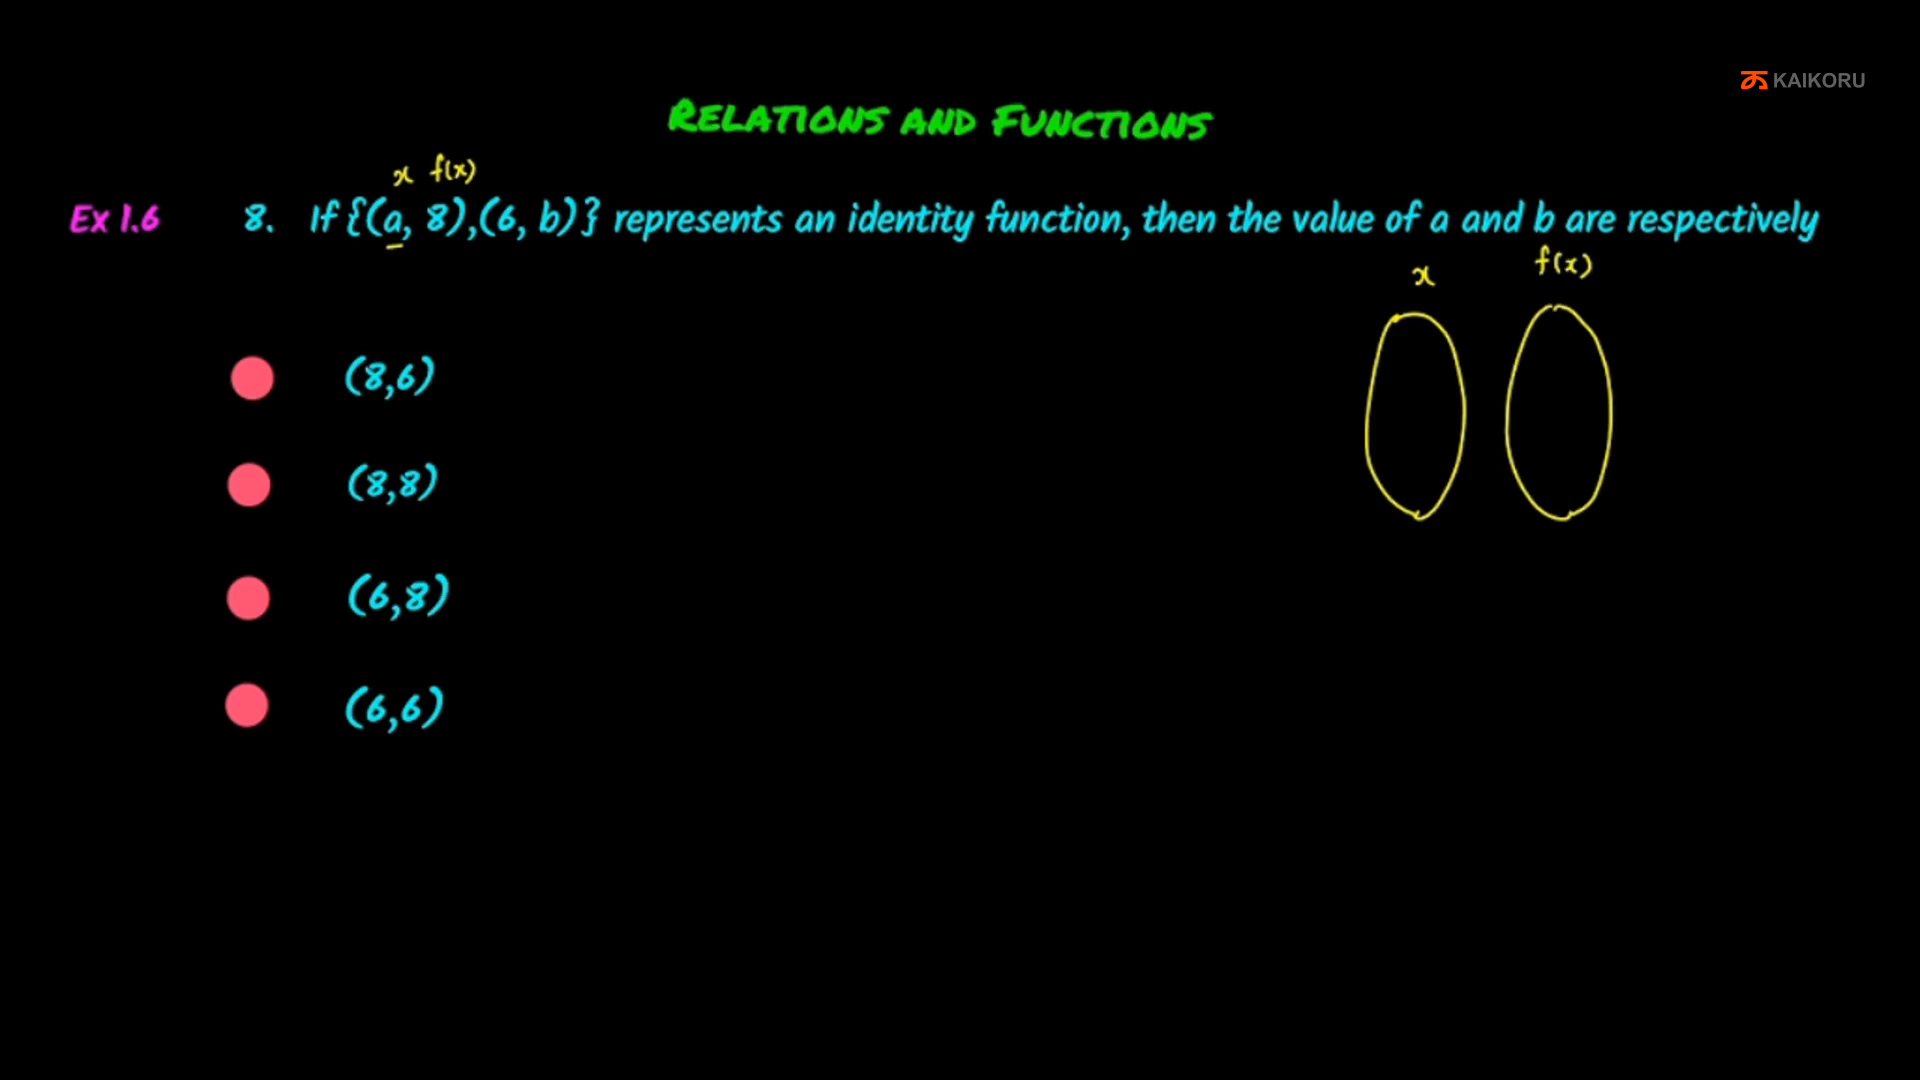 KAIKORU
RELATIONS AND FUNCTIONS
x f(x)
Ex 1.6 8. If {(a, 8),(6, b)} represents an identity function, then the value of a and b are respectively
x f(x)
(8,6)
(8,8)
(6,8)
(6,6)